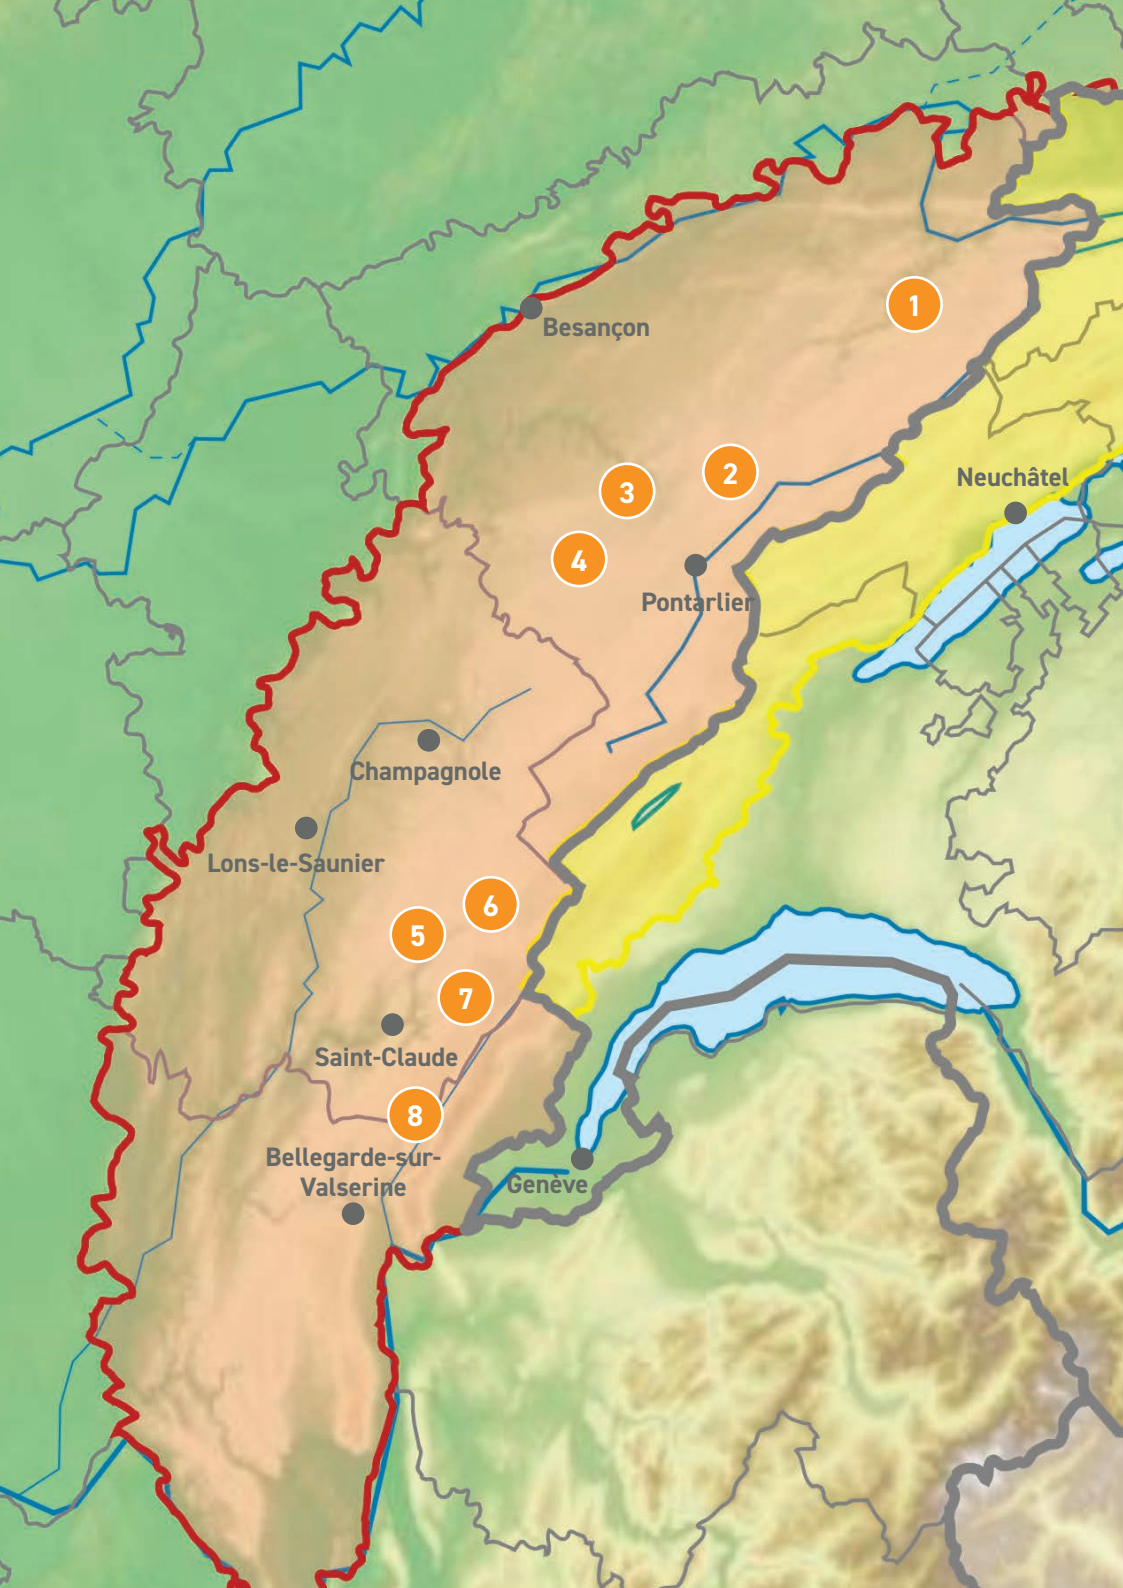 1
Besançon
2
Neuchâtel
3
4
Pontarlier
Champagnole
Lons-le-Saunier
6
5
7
Saint-Claude
8
Bellegarde-sur-
Valserine
Genève